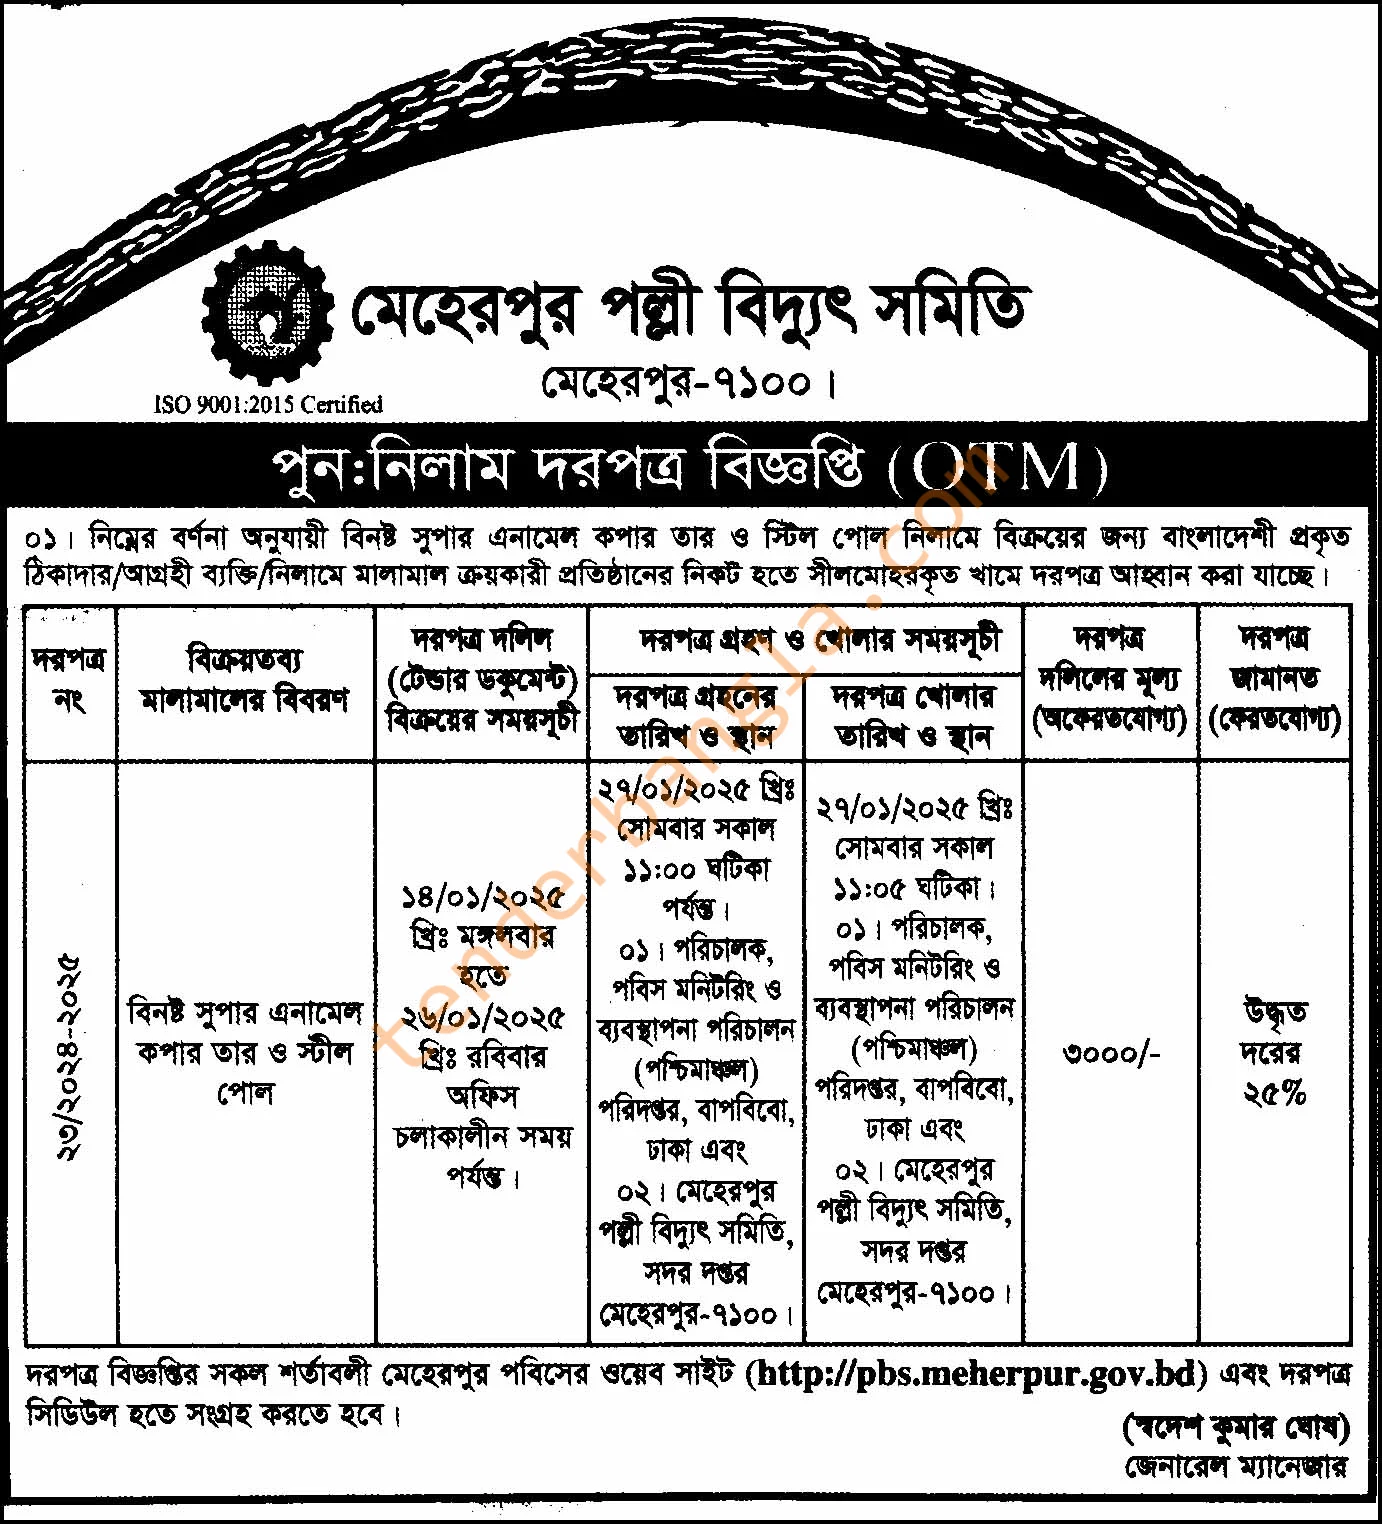 মেহেরপুর পল্লী বিদ্যুৎ সমিতি
মেহেরপুর-৭১০০।
ISO 9001:2015 Certified
পুন:নিলাম দরপত্র বিজ্ঞপ্তি (OTM)
০১। নিম্নের বর্ণনা অনুযায়ী বিনষ্ট সুপার এনামেল কপার তার ও স্টিল পোল নিলামে বিক্রয়ের জন্য বাংলাদেশী প্রকৃত
ঠিকাদার/আগ্রহী ব্যক্তি/নিলামে মালামাল ক্রয়কারী প্রতিষ্ঠানের নিকট হতে সীলমোহরকৃত খামে দরপত্র আহ্বান করা যাচ্ছে।
দরপত্র
নং
বিক্রয়তব্য
মালামালের বিবরণ
দরপত্র দলিল
(টেন্ডার ডকুমেন্ট)
বিক্রয়ের সময়সূচী
দরপত্র গ্রহণ ও খোলার সময়সূচী
দরপত্র গ্রহনের
তারিখ ও স্থান
দরপত্র খোলার
তারিখ ও স্থান
দরপত্র
দলিলের মূল্য
(অফেরতযোগ্য)
দরপত্র
জামানত
(ফেরতযোগ্য)
২৩/২০২৪-২০২৫
বিনষ্ট সুপার এনামেল
কপার তার ও স্টীল
পোল
১৪/০১/২০২৫
খ্রিঃ মঙ্গলবার
হতে
২৬/০১/২০২৫
খ্রিঃ রবিবার
অফিস
চলাকালীন সময়
পর্যন্ত।
২৭/০১/২০২৫ খ্রিঃ
সোমবার সকাল
১১:০০ ঘটিকা
পর্যন্ত।
০১। পরিচালক,
পবিস মনিটরিং ও
ব্যবস্থাপনা পরিচালন
(পশ্চিমাঞ্চল)
পরিদপ্তর, বাপবিবো,
ঢাকা এবং
০২। মেহেরপুর
পল্লী বিদ্যুৎ সমিতি,
সদর দপ্তর
মেহেরপুর-৭১০০।
২৭/০১/২০২৫ খ্রিঃ
সোমবার সকাল
১১:০৫ ঘটিকা।
০১। পরিচালক,
পবিস মনিটরিং ও
ব্যবস্থাপনা পরিচালন
(পশ্চিমাঞ্চল)
পরিদপ্তর, বাপবিবো,
ঢাকা এবং
০২। মেহেরপুর
পল্লী বিদ্যুৎ সমিতি,
সদর দপ্তর
মেহেরপুর-৭১০০।
৩০০০/-
উদ্ধৃত
দরের
২৫%
দরপত্র বিজ্ঞপ্তির সকল শর্তাবলী মেহেরপুর পবিসের ওয়েব সাইট (http://pbs.meherpur.gov.bd) এবং দরপত্র
সিডিউল হতে সংগ্রহ করতে হবে।
(স্বদেশ কুমার ঘোষ)
জেনারেল ম্যানেজার
tenderbangla.com